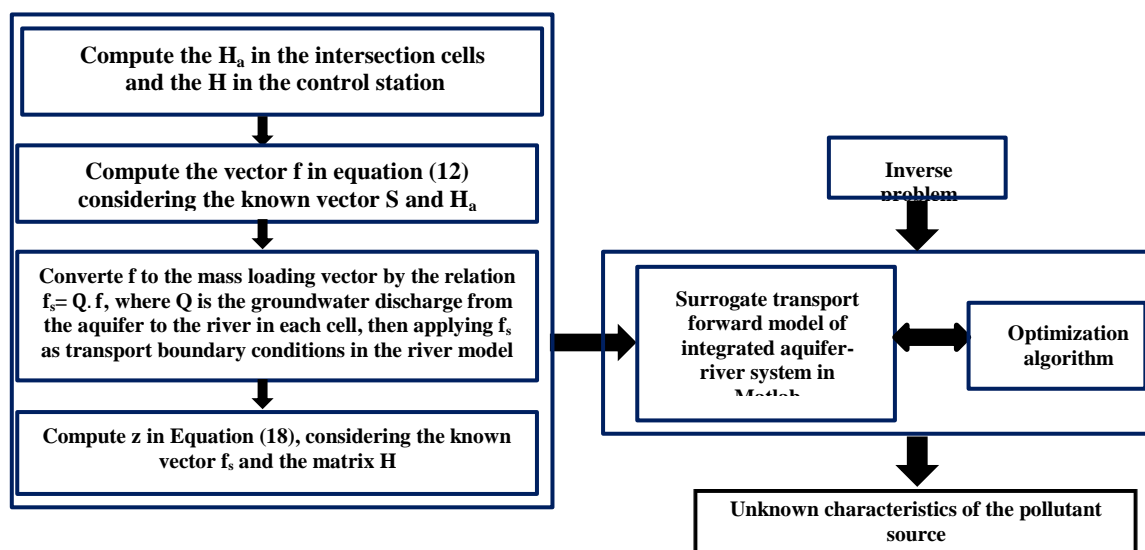 Compute the Ha in the intersection cells
and the H in the control station
Compute the vector f in equation (12)
considering the known vector S and Ha
Converte f to the mass loading vector by the relation
fs= Q. f, where Q is the groundwater discharge from
the aquifer to the river in each cell, then applying fs
as transport boundary conditions in the river model
Compute z in Equation (18), considering the known
vector fs and the matrix H
Inverse
problem
Surrogate transport
forward model of
integrated aquifer-
river system in
Matlab
Optimization
algorithm
Unknown characteristics of the pollutant
source